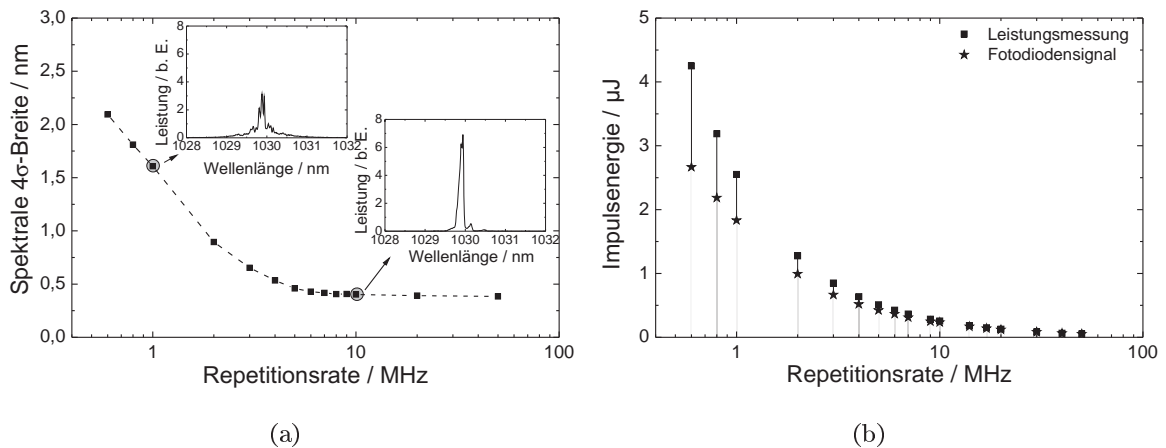 3,0
2,5
2,0
1,5
1,0
0,5
0,0
Spektrale 4σ-Breite / nm
1 10 100
Repetitionsrate / MHz
8
6
4
2
0
Leistung / b. E.
1028 1029 1030 1031 1032
Wellenlänge / nm
8
6
4
2
0
Leistung / b. E.
1028 1029 1030 1031 1032
Wellenlänge / nm
(a)
Leistungsmessung
Fotodiodensignal
5
4
3
2
1
0
Impulsenergie / µJ
1 10 100
Repetitionsrate / MHz
(b)